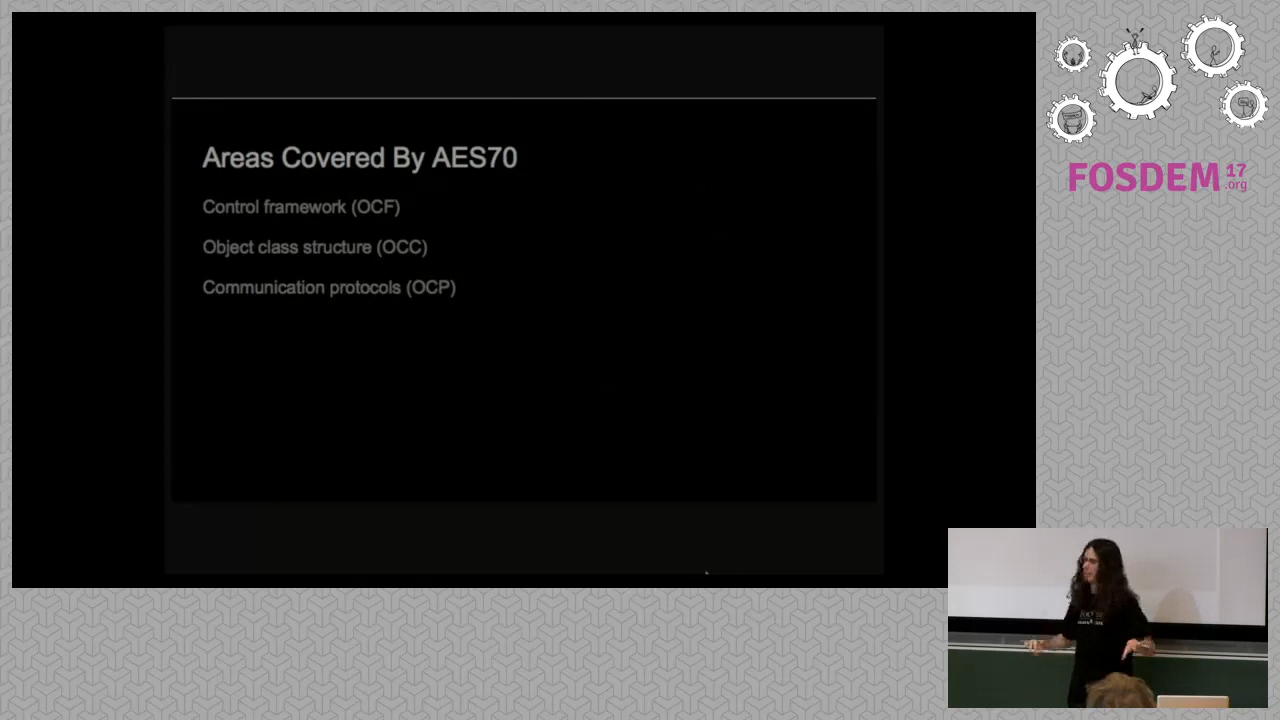 Areas Covered By AES70
Control framework (OCF)
Object class structure (OCC)
Communication protocols (OCP)
FOSDEM 17
.org